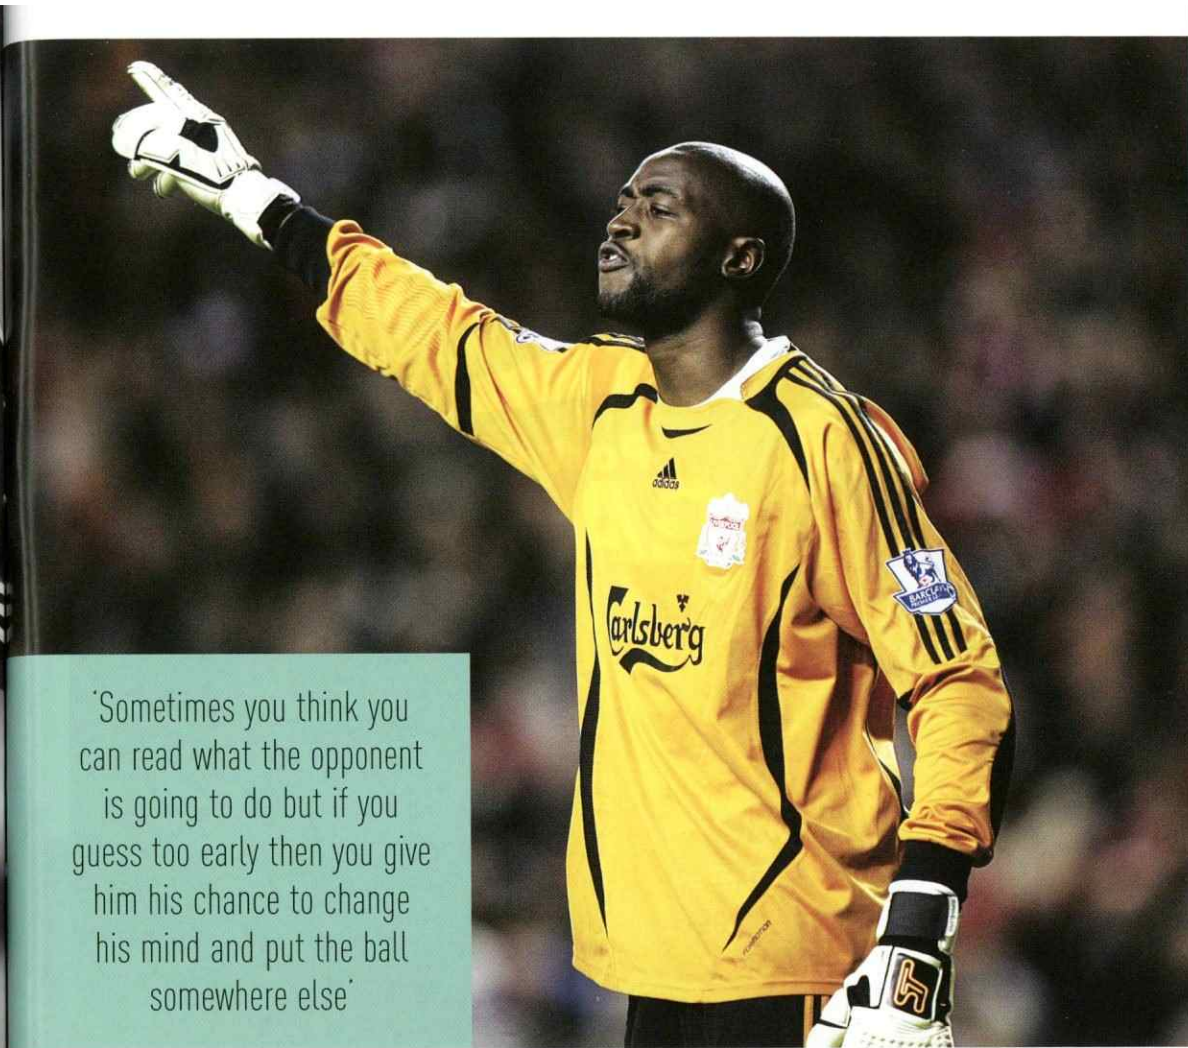 adidas
Carlsberg
BARCLAYS
'Sometimes you think you
can read what the opponent
is going to do but if you
guess too early then you give
him his chance to change
his mind and put the ball
somewhere else'